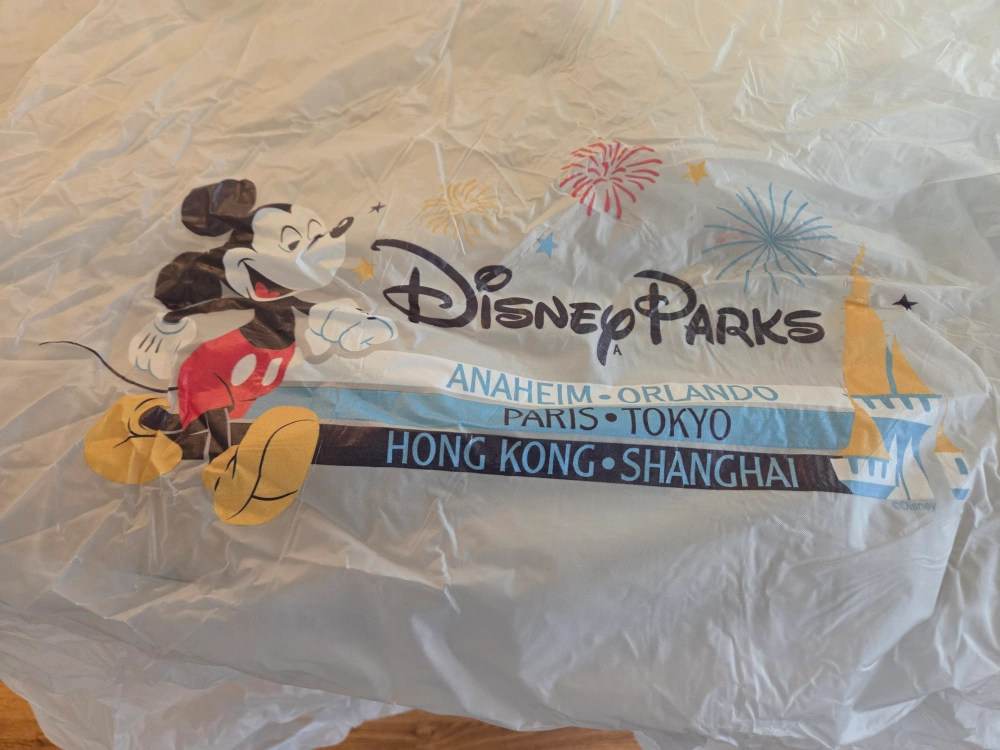 Disney Parks
ANAHEIM • ORLANDO
PARIS • TOKYO
HONG KONG • SHANGHAI
©Disney